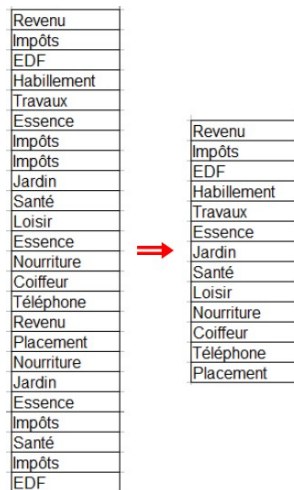 Revenu
Impôts
EDF
Habillement
Travaux
Essence
Impôts
Impôts
Jardin
Santé
Loisir
Essence
Nourriture
Coiffeur
Téléphone
Revenu
Placement
Nourriture
Jardin
Essence
Impôts
Santé
Impôts
EDF
Revenu
Impôts
EDF
Habillement
Travaux
Essence
Jardin
Santé
Loisir
Nourriture
Coiffeur
Téléphone
Placement